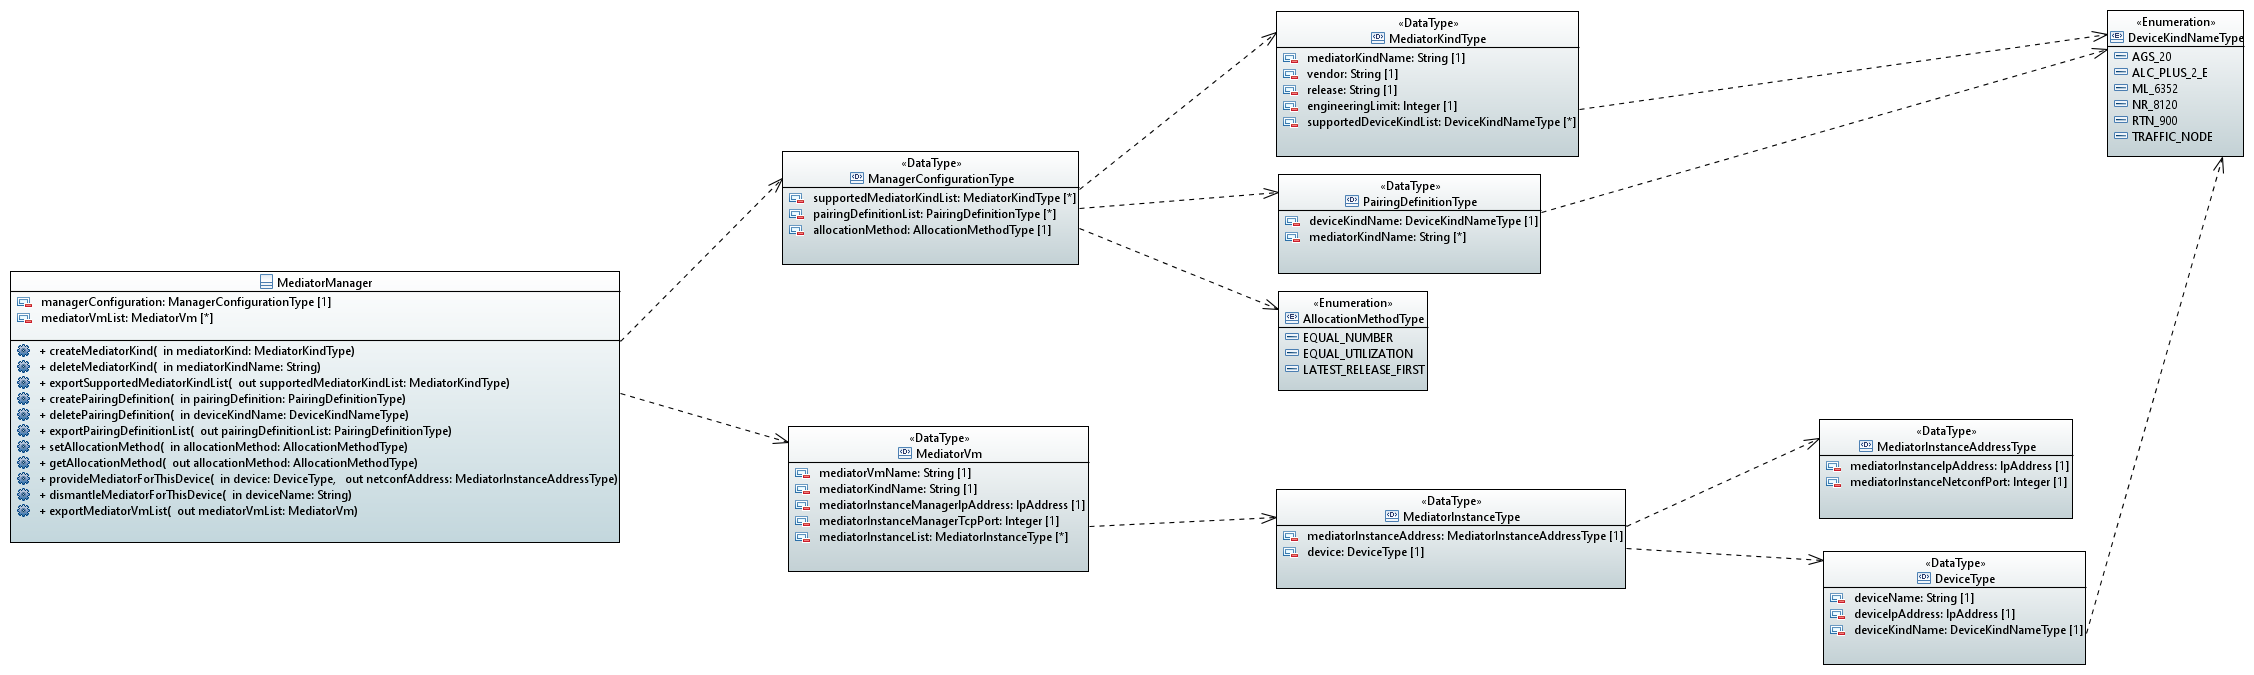 MediatorManager
managerConfiguration: ManagerConfigurationType [1]
mediatorVmList: MediatorVm [*]
+ createMediatorKind( in mediatorKind: MediatorKindType)
+ deleteMediatorKind( in mediatorKindName: String)
+ exportSupportedMediatorKindList( out supportedMediatorKindList: MediatorKindType)
+ createPairingDefinition( in pairingDefinition: PairingDefinitionType)
+ deletePairingDefinition( in deviceKindName: DeviceKindNameType)
+ exportPairingDefinitionList( out pairingDefinitionList: PairingDefinitionType)
+ setAllocationMethod( in allocationMethod: AllocationMethodType)
+ getAllocationMethod( out allocationMethod: AllocationMethodType)
+ provideMediatorForThisDevice( in device: DeviceType, out netconfAddress: MediatorInstanceAddressType)
+ dismantleMediatorForThisDevice( in deviceName: String)
+ exportMediatorVmList( out mediatorVmList: MediatorVm)
«DataType»
ManagerConfigurationType
supportedMediatorKindList: MediatorKindType [*]
pairingDefinitionList: PairingDefinitionType [*]
allocationMethod: AllocationMethodType [1]
«DataType»
MediatorVm
mediatorVmName: String [1]
mediatorKindName: String [1]
mediatorInstanceManagerIpAddress: IpAddress [1]
mediatorInstanceManagerTcpPort: Integer [1]
mediatorInstanceList: MediatorInstanceType [*]
«DataType»
MediatorKindType
mediatorKindName: String [1]
vendor: String [1]
release: String [1]
engineeringLimit: Integer [1]
supportedDeviceKindList: DeviceKindNameType [*]
«DataType»
PairingDefinitionType
deviceKindName: DeviceKindNameType [1]
mediatorKindName: String [*]
«Enumeration»
AllocationMethodType
EQUAL_NUMBER
EQUAL_UTILIZATION
LATEST_RELEASE_FIRST
«DataType»
MediatorInstanceType
mediatorInstanceAddress: MediatorInstanceAddressType [1]
device: DeviceType [1]
«DataType»
MediatorInstanceAddressType
mediatorInstanceIpAddress: IpAddress [1]
mediatorInstanceNetconfPort: Integer [1]
«DataType»
DeviceType
deviceName: String [1]
deviceIpAddress: IpAddress [1]
deviceKindName: DeviceKindNameType [1]
«Enumeration»
DeviceKindNameType
AGS_20
ALC_PLUS_2_E
ML_6352
NR_8120
RTN_900
TRAFFIC_NODE